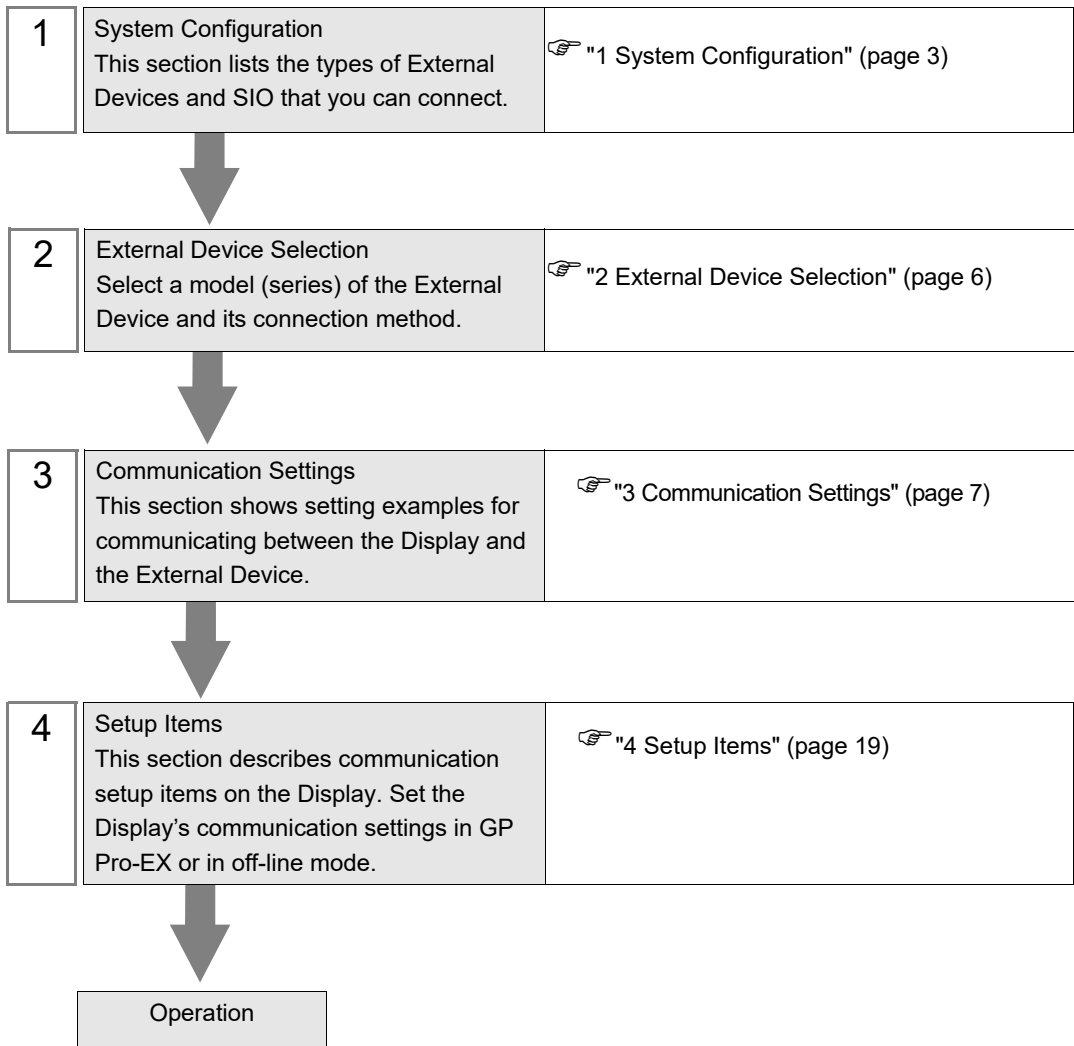 1
System Configuration
This section lists the types of External
Devices and SIO that you can connect.
"1 System Configuration" (page 3)
2
External Device Selection
Select a model (series) of the External
Device and its connection method.
"2 External Device Selection" (page 6)
3
Communication Settings
This section shows setting examples for
communicating between the Display and
the External Device.
"3 Communication Settings" (page 7)
4
Setup Items
This section describes communication
setup items on the Display. Set the
Display’s communication settings in GP
Pro-EX or in off-line mode.
"4 Setup Items" (page 19)
Operation